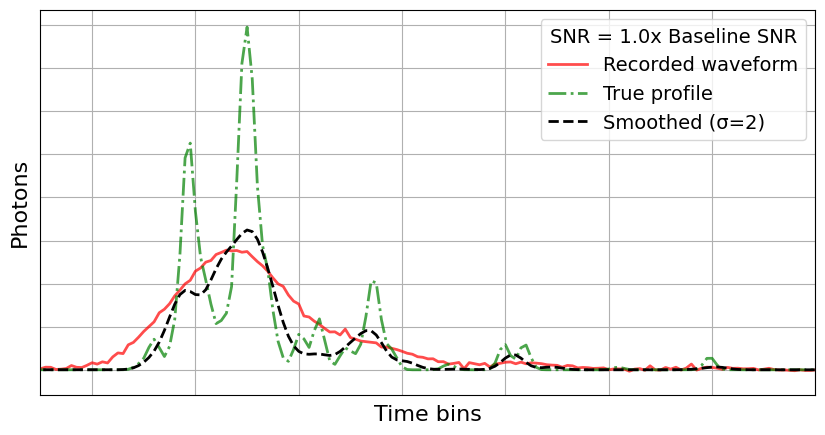 SNR = 1.0x Baseline SNR
Recorded waveform
True profile
Smoothed (σ=2)
Photons
Time bins